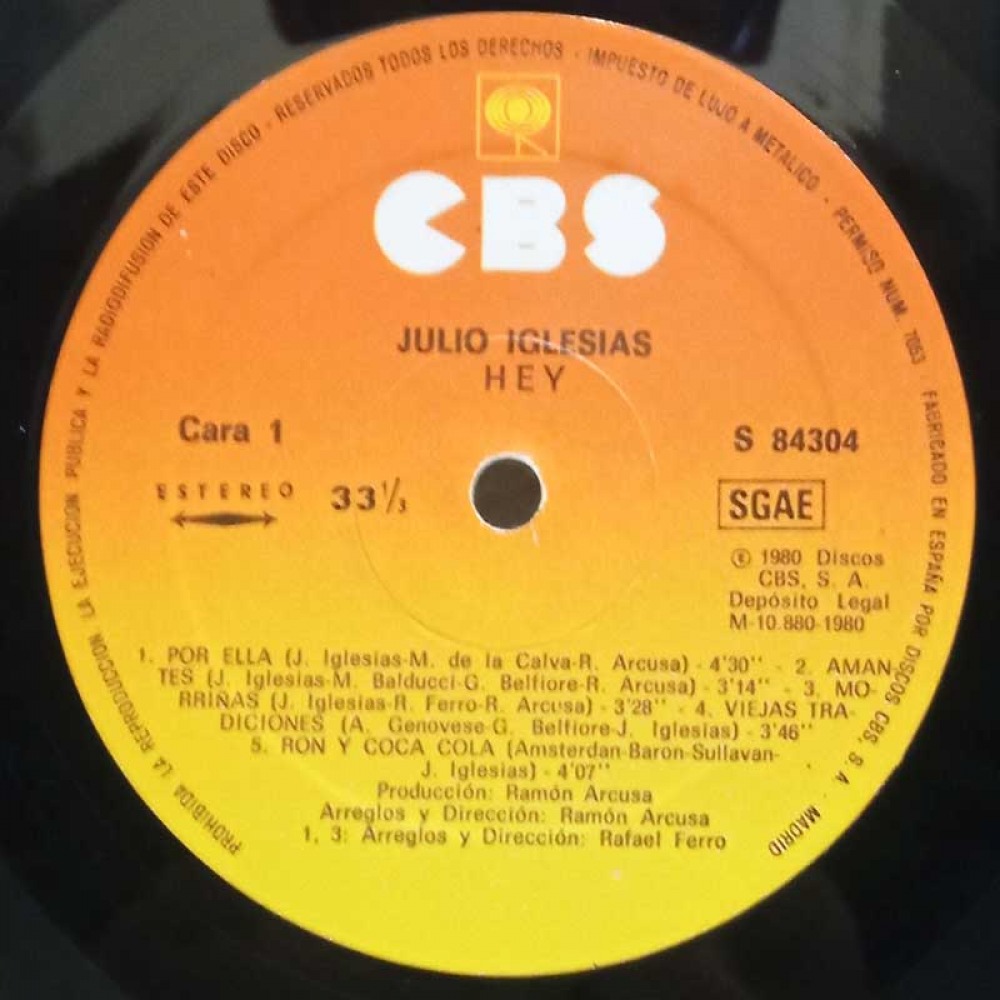 PROHIBIDA LA REPRODUCCION LA EJECUCION PUBLICA Y LA RADIODIFUSION DE ESTE DISCO - RESERVADOS TODOS LOS DERECHOS - IMPUESTO DE LUJO A METALICO - PERMISO NUM. 7053 FABRICADO EN ESPAÑA POR DISCOS CBS, S. A. MADRID
CBS
JULIO IGLESIAS
HEY
Cara 1
S 84304
ESTEREO
33 1/3
SGAE
℗ 1980 Discos
CBS, S. A.
Depósito Legal
M-10.880-1980
1. POR ELLA (J. Iglesias-M. de la Calva-R. Arcusa) - 4'30'' - 2. AMAN-
TES (J. Iglesias-M. Balducci-G. Belfiore-R. Arcusa) - 3'14'' - 3. MO-
RRIÑAS (J. Iglesias-R. Ferro-R. Arcusa) - 3'28'' - 4. VIEJAS TRA-
DICIONES (A. Genovese-G. Belfiore-J. Iglesias) - 3'46''
5. RON Y COCA COLA (Amsterdan-Baron-Sullavan-
J. Iglesias) - 4'07''
Producción: Ramón Arcusa
Arreglos y Dirección: Ramón Arcusa
1, 3: Arreglos y Dirección: Rafael Ferro